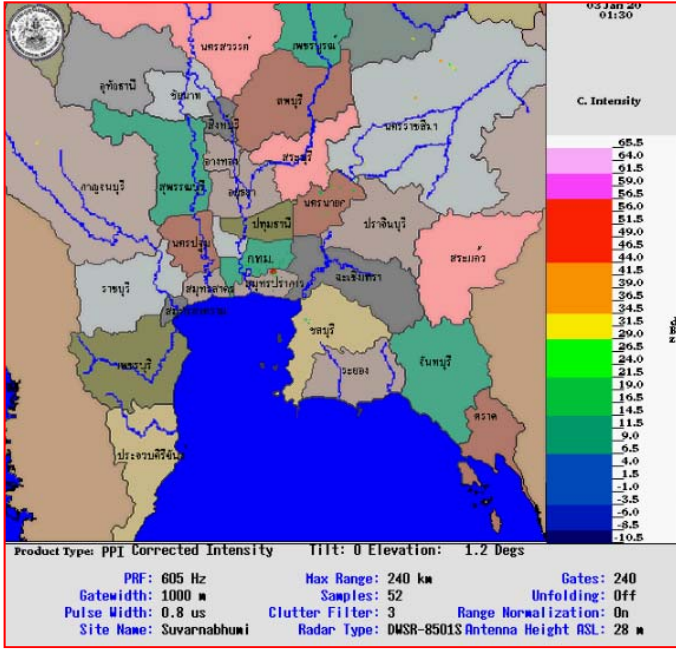 03 Jan 20
01:30
C. Intensity
นครสวรรค์
เพชรบูรณ์
อุทัยธานี
ชัยนาท
ลพบุรี
สิงห์บุรี
นครราชสีมา
อ่างทอง
สระบุรี
กาญจนบุรี
สุพรรณบุรี
อยุธยา
นครนายก
ปราจีนบุรี
ปทุมธานี
นครปฐม
สระแก้ว
กทม.
ราชบุรี
สมุทรสาคร
สมุทรปราการ
ฉะเชิงเทรา
สมุทรสงคราม
ชลบุรี
เพชรบุรี
ระยอง
จันทบุรี
ตราด
ประจวบคีรีขันธ์
65.5
64.0
61.5
59.0
56.5
56.0
51.5
49.0
46.5
44.0
41.5
39.0
36.5
34.5
31.5
29.0
26.5
24.0
21.5
19.0
16.5
14.5
11.5
9.0
6.5
4.0
1.5
-1.0
-3.5
-6.0
-8.5
-10.5
Product Type: PPI Corrected Intensity Tilt: 0 Elevation: 1.2 Degs
PRF: 605 Hz Max Range: 240 km Gates: 240
Gatewidth: 1000 m Samples: 52 Unfolding: Off
Pulse Width: 0.8 us Clutter Filter: 3 Range Normalization: On
Site Name: Suvarnabhumi Radar Type: DWSR-8501S Antenna Height ASL: 28 m